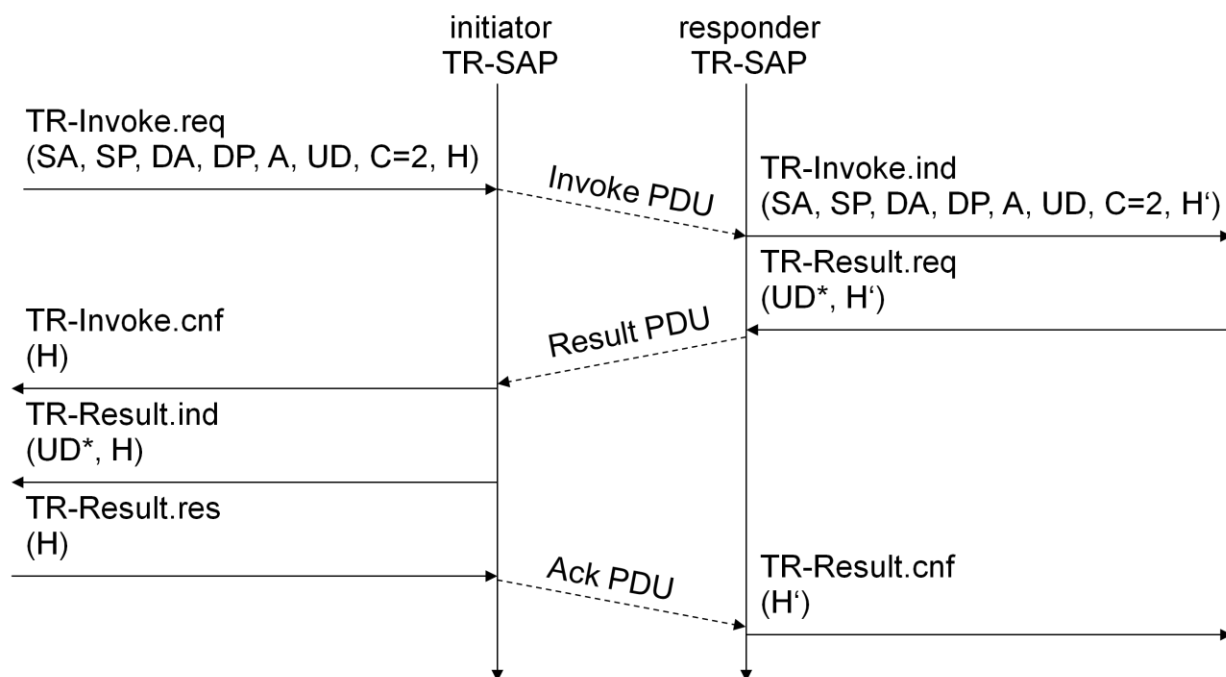 initiator
TR-SAP
responder
TR-SAP
TR-Invoke.req
(SA, SP, DA, DP, A, UD, C=2, H)
Invoke PDU
TR-Invoke.ind
(SA, SP, DA, DP, A, UD, C=2, H‘)
TR-Result.req
(UD*, H‘)
Result PDU
TR-Invoke.cnf
(H)
TR-Result.ind
(UD*, H)
TR-Result.res
(H)
Ack PDU
TR-Result.cnf
(H‘)